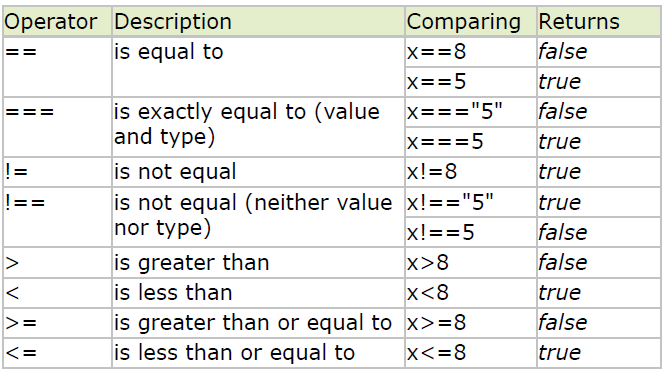 Operator Description Comparing Returns
== is equal to x==8 false
x==5 true
=== is exactly equal to (value x==="5" false
and type) x===5 true
!= is not equal x!=8 true
!== is not equal (neither value x!=="5" true
nor type) x!==5 false
> is greater than x>8 false
< is less than x<8 true
>= is greater than or equal to x>=8 false
<= is less than or equal to x<=8 true